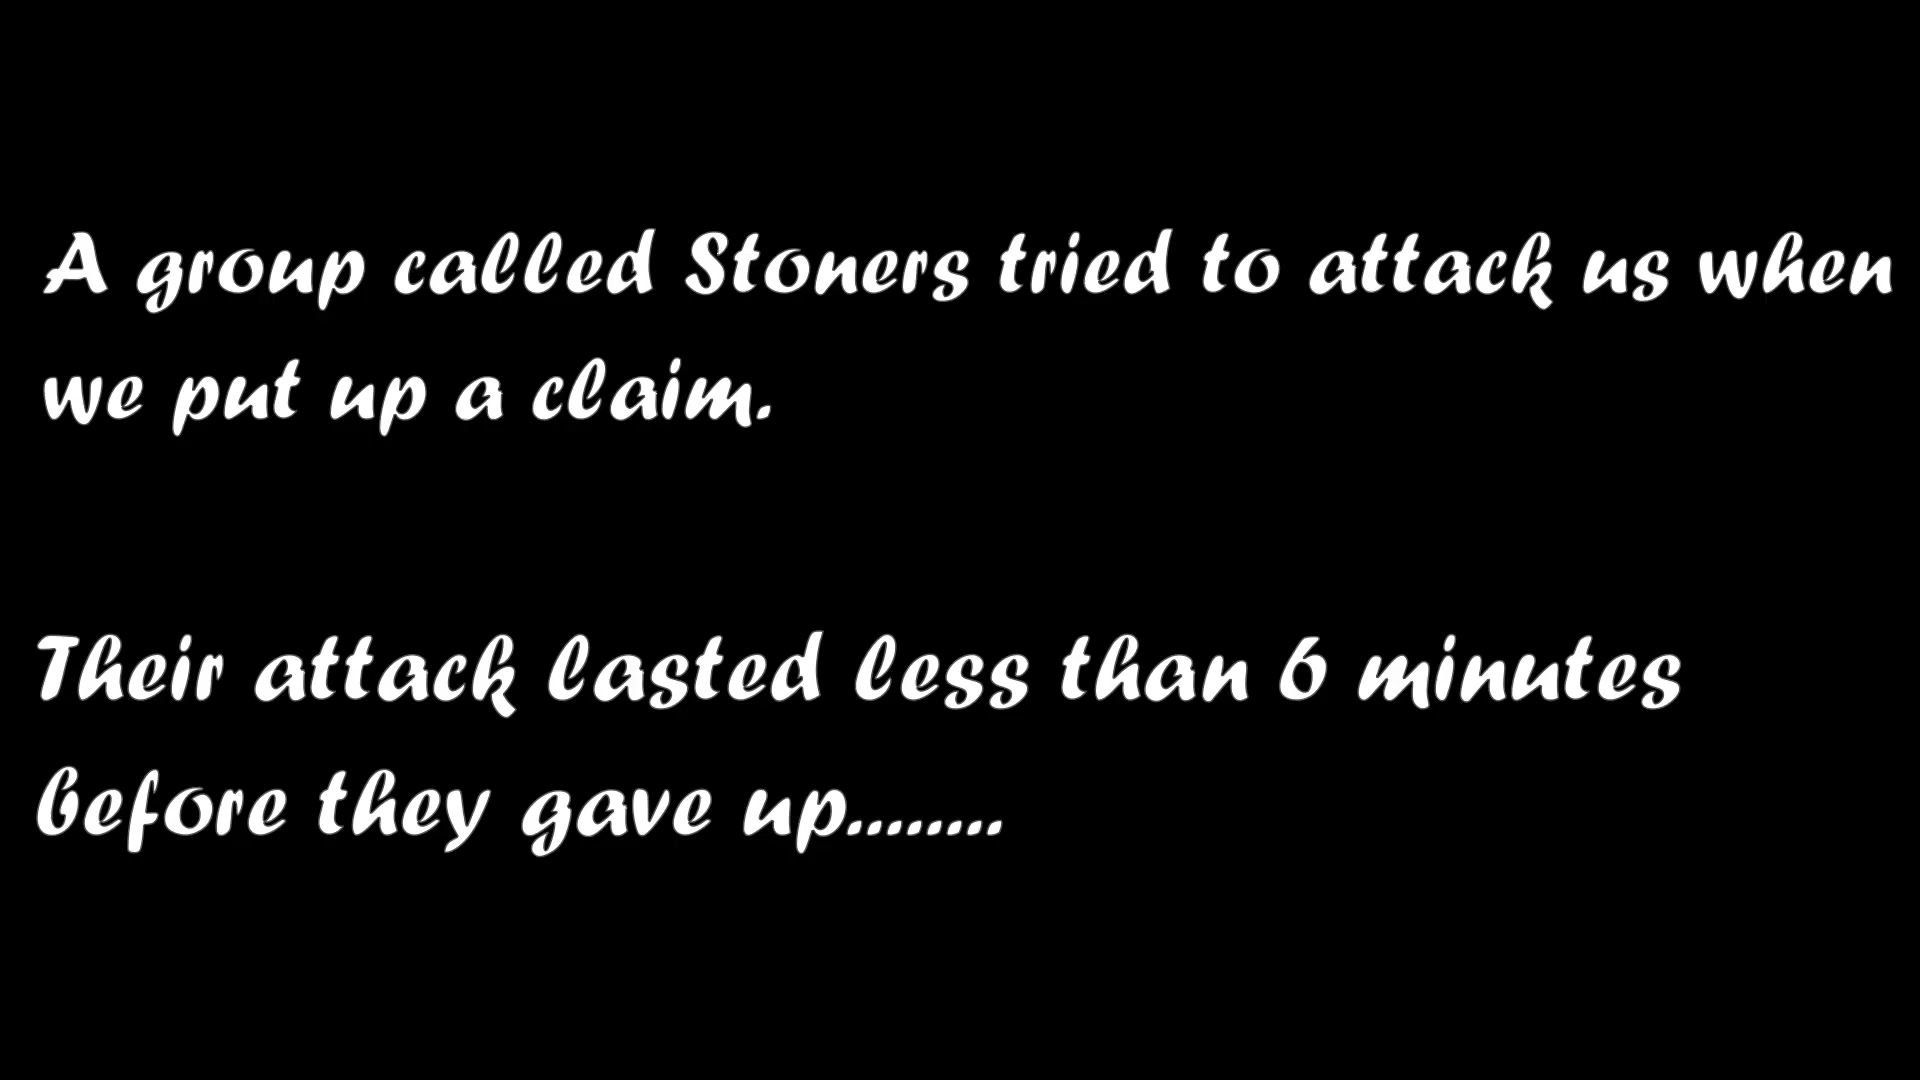 A group called Stoners tried to attack us when
we put up a claim.
Their attack lasted less than 6 minutes
before they gave up........